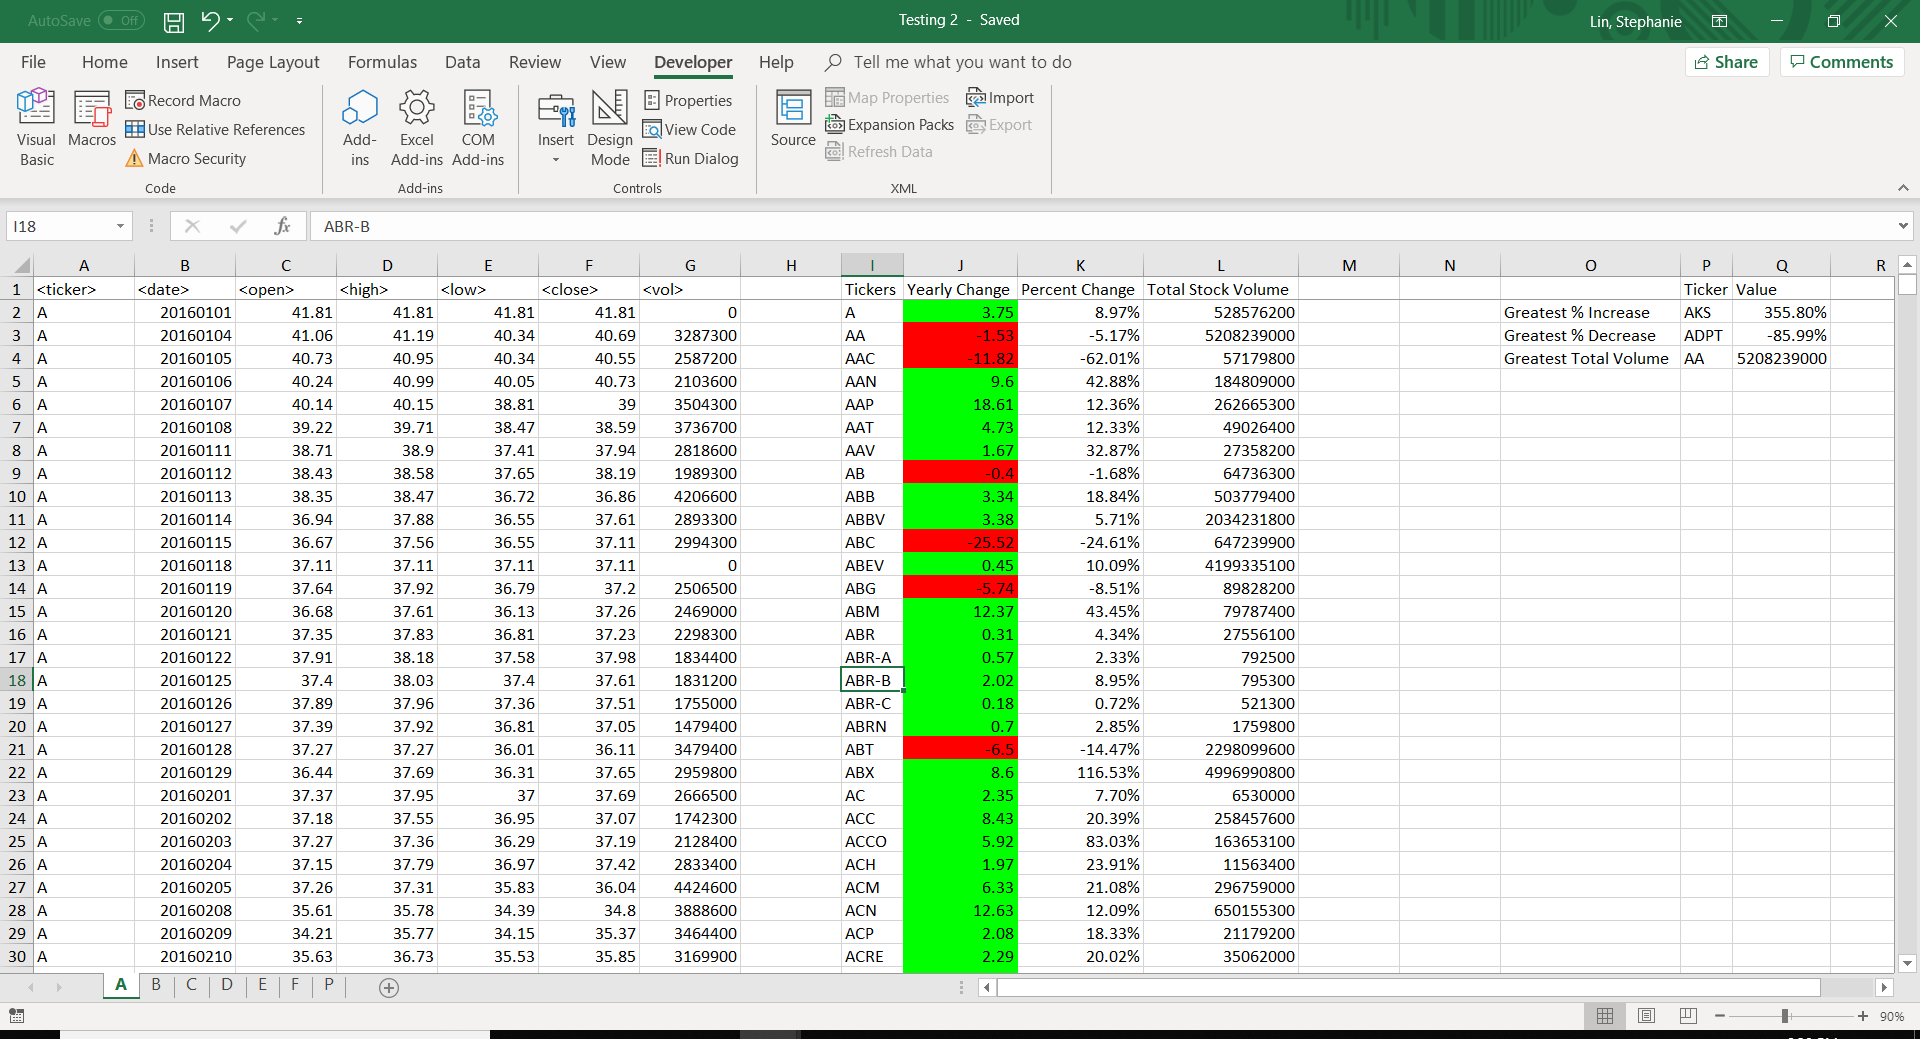 AutoSave Off
Testing 2 - Saved
Lin, Stephanie
File Home Insert Page Layout Formulas Data Review View Developer Help Tell me what you want to do Share Comments
Visual Basic
Macros
Record Macro
Use Relative References
Macro Security
Code
Add-ins
Excel Add-ins
COM Add-ins
Add-ins
Insert
Design Mode
Properties
View Code
Run Dialog
Controls
Source
Map Properties
Expansion Packs
Refresh Data
Import
Export
XML
I18 fx ABR-B
A B C D E F G H I J K L M N O P Q R
1 <ticker> <date> <open> <high> <low> <close> <vol> Tickers Yearly Change Percent Change Total Stock Volume Ticker Value
2 A 20160101 41.81 41.81 41.81 41.81 0 A 3.75 8.97% 528576200 Greatest % Increase AKS 355.80%
3 A 20160104 41.06 41.19 40.34 40.69 3287300 AA -1.53 -5.17% 5208239000 Greatest % Decrease ADPT -85.99%
4 A 20160105 40.73 40.95 40.34 40.55 2587200 AAC -11.82 -62.01% 57179800 Greatest Total Volume AA 5208239000
5 A 20160106 40.24 40.99 40.05 40.73 2103600 AAN 9.6 42.88% 184809000
6 A 20160107 40.14 40.15 38.81 39 3504300 AAP 18.61 12.36% 262665300
7 A 20160108 39.22 39.71 38.47 38.59 3736700 AAT 4.73 12.33% 49026400
8 A 20160111 38.71 38.9 37.41 37.94 2818600 AAV 1.67 32.87% 27358200
9 A 20160112 38.43 38.58 37.65 38.19 1989300 AB -0.4 -1.68% 64736300
10 A 20160113 38.35 38.47 36.72 36.86 4206600 ABB 3.34 18.84% 503779400
11 A 20160114 36.94 37.88 36.55 37.61 2893300 ABBV 3.38 5.71% 2034231800
12 A 20160115 36.67 37.56 36.55 37.11 2994300 ABC -25.52 -24.61% 647239900
13 A 20160118 37.11 37.11 37.11 37.11 0 ABEV 0.45 10.09% 4199335100
14 A 20160119 37.64 37.92 36.79 37.2 2506500 ABG -5.74 -8.51% 89828200
15 A 20160120 36.68 37.61 36.13 37.26 2469000 ABM 12.37 43.45% 79787400
16 A 20160121 37.35 37.83 36.81 37.23 2298300 ABR 0.31 4.34% 27556100
17 A 20160122 37.91 38.18 37.58 37.98 1834400 ABR-A 0.57 2.33% 792500
18 A 20160125 37.4 38.03 37.4 37.61 1831200 ABR-B 2.02 8.95% 795300
19 A 20160126 37.89 37.96 37.36 37.51 1755000 ABR-C 0.18 0.72% 521300
20 A 20160127 37.39 37.92 36.81 37.05 1479400 ABRN 0.7 2.85% 1759800
21 A 20160128 37.27 37.27 36.01 36.11 3479400 ABT -6.5 -14.47% 2298099600
22 A 20160129 36.44 37.69 36.31 37.65 2959800 ABX 8.6 116.53% 4996990800
23 A 20160201 37.37 37.95 37 37.69 2666500 AC 2.35 7.70% 6530000
24 A 20160202 37.18 37.55 36.95 37.07 1742300 ACC 8.43 20.39% 258457600
25 A 20160203 37.27 37.36 36.29 37.19 2128400 ACCO 5.92 83.03% 163653100
26 A 20160204 37.15 37.79 36.97 37.42 2833400 ACH 1.97 23.91% 11563400
27 A 20160205 37.26 37.31 35.83 36.04 4424600 ACM 6.33 21.08% 296759000
28 A 20160208 35.61 35.78 34.39 34.8 3888600 ACN 12.63 12.09% 650155300
29 A 20160209 34.21 35.77 34.15 35.37 3464400 ACP 2.08 18.33% 21179200
30 A 20160210 35.63 36.73 35.53 35.85 3169900 ACRE 2.29 20.02% 35062000
A B C D E F P
90%